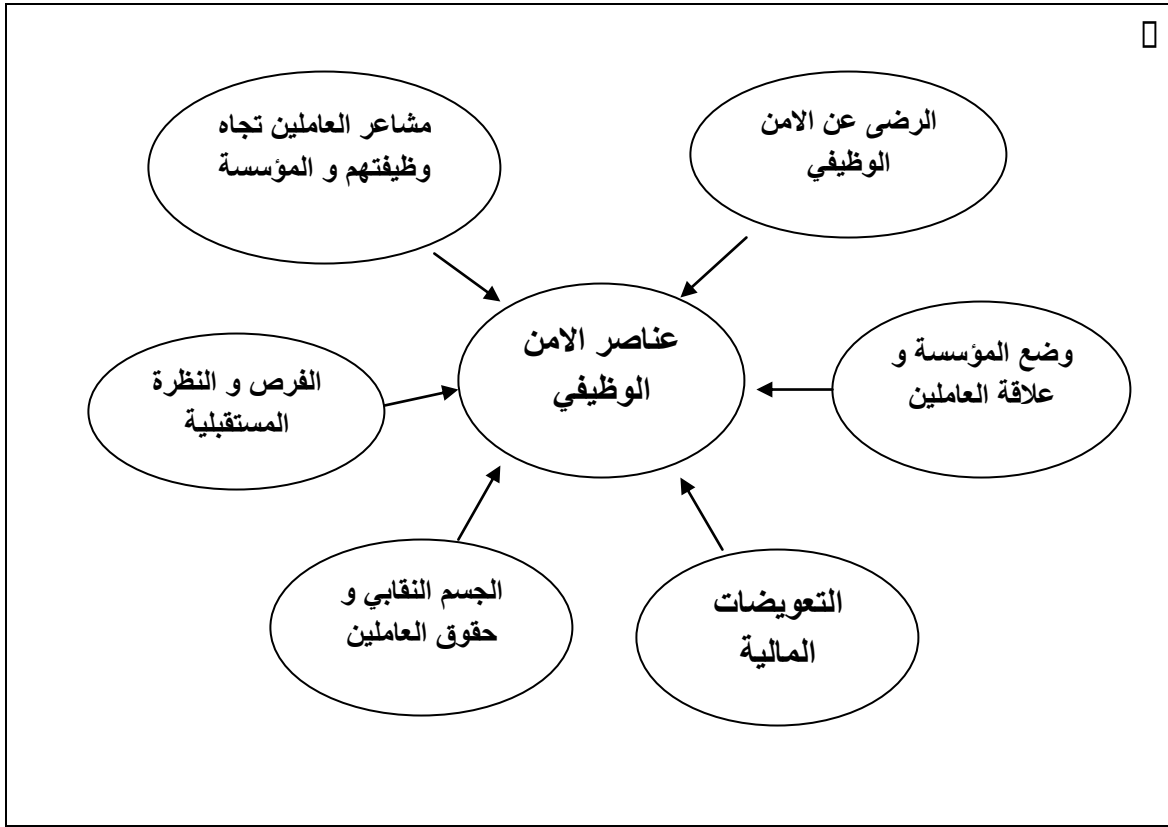 الرضى عن الامن
الوظيفي
مشاعر العاملين تجاه
وظيفتهم و المؤسسة
عناصر الامن
الوظيفي
وضع المؤسسة و
علاقة العاملين
الفرص و النظرة
المستقبلية
التعويضات
المالية
الجسم النقابي و
حقوق العاملين